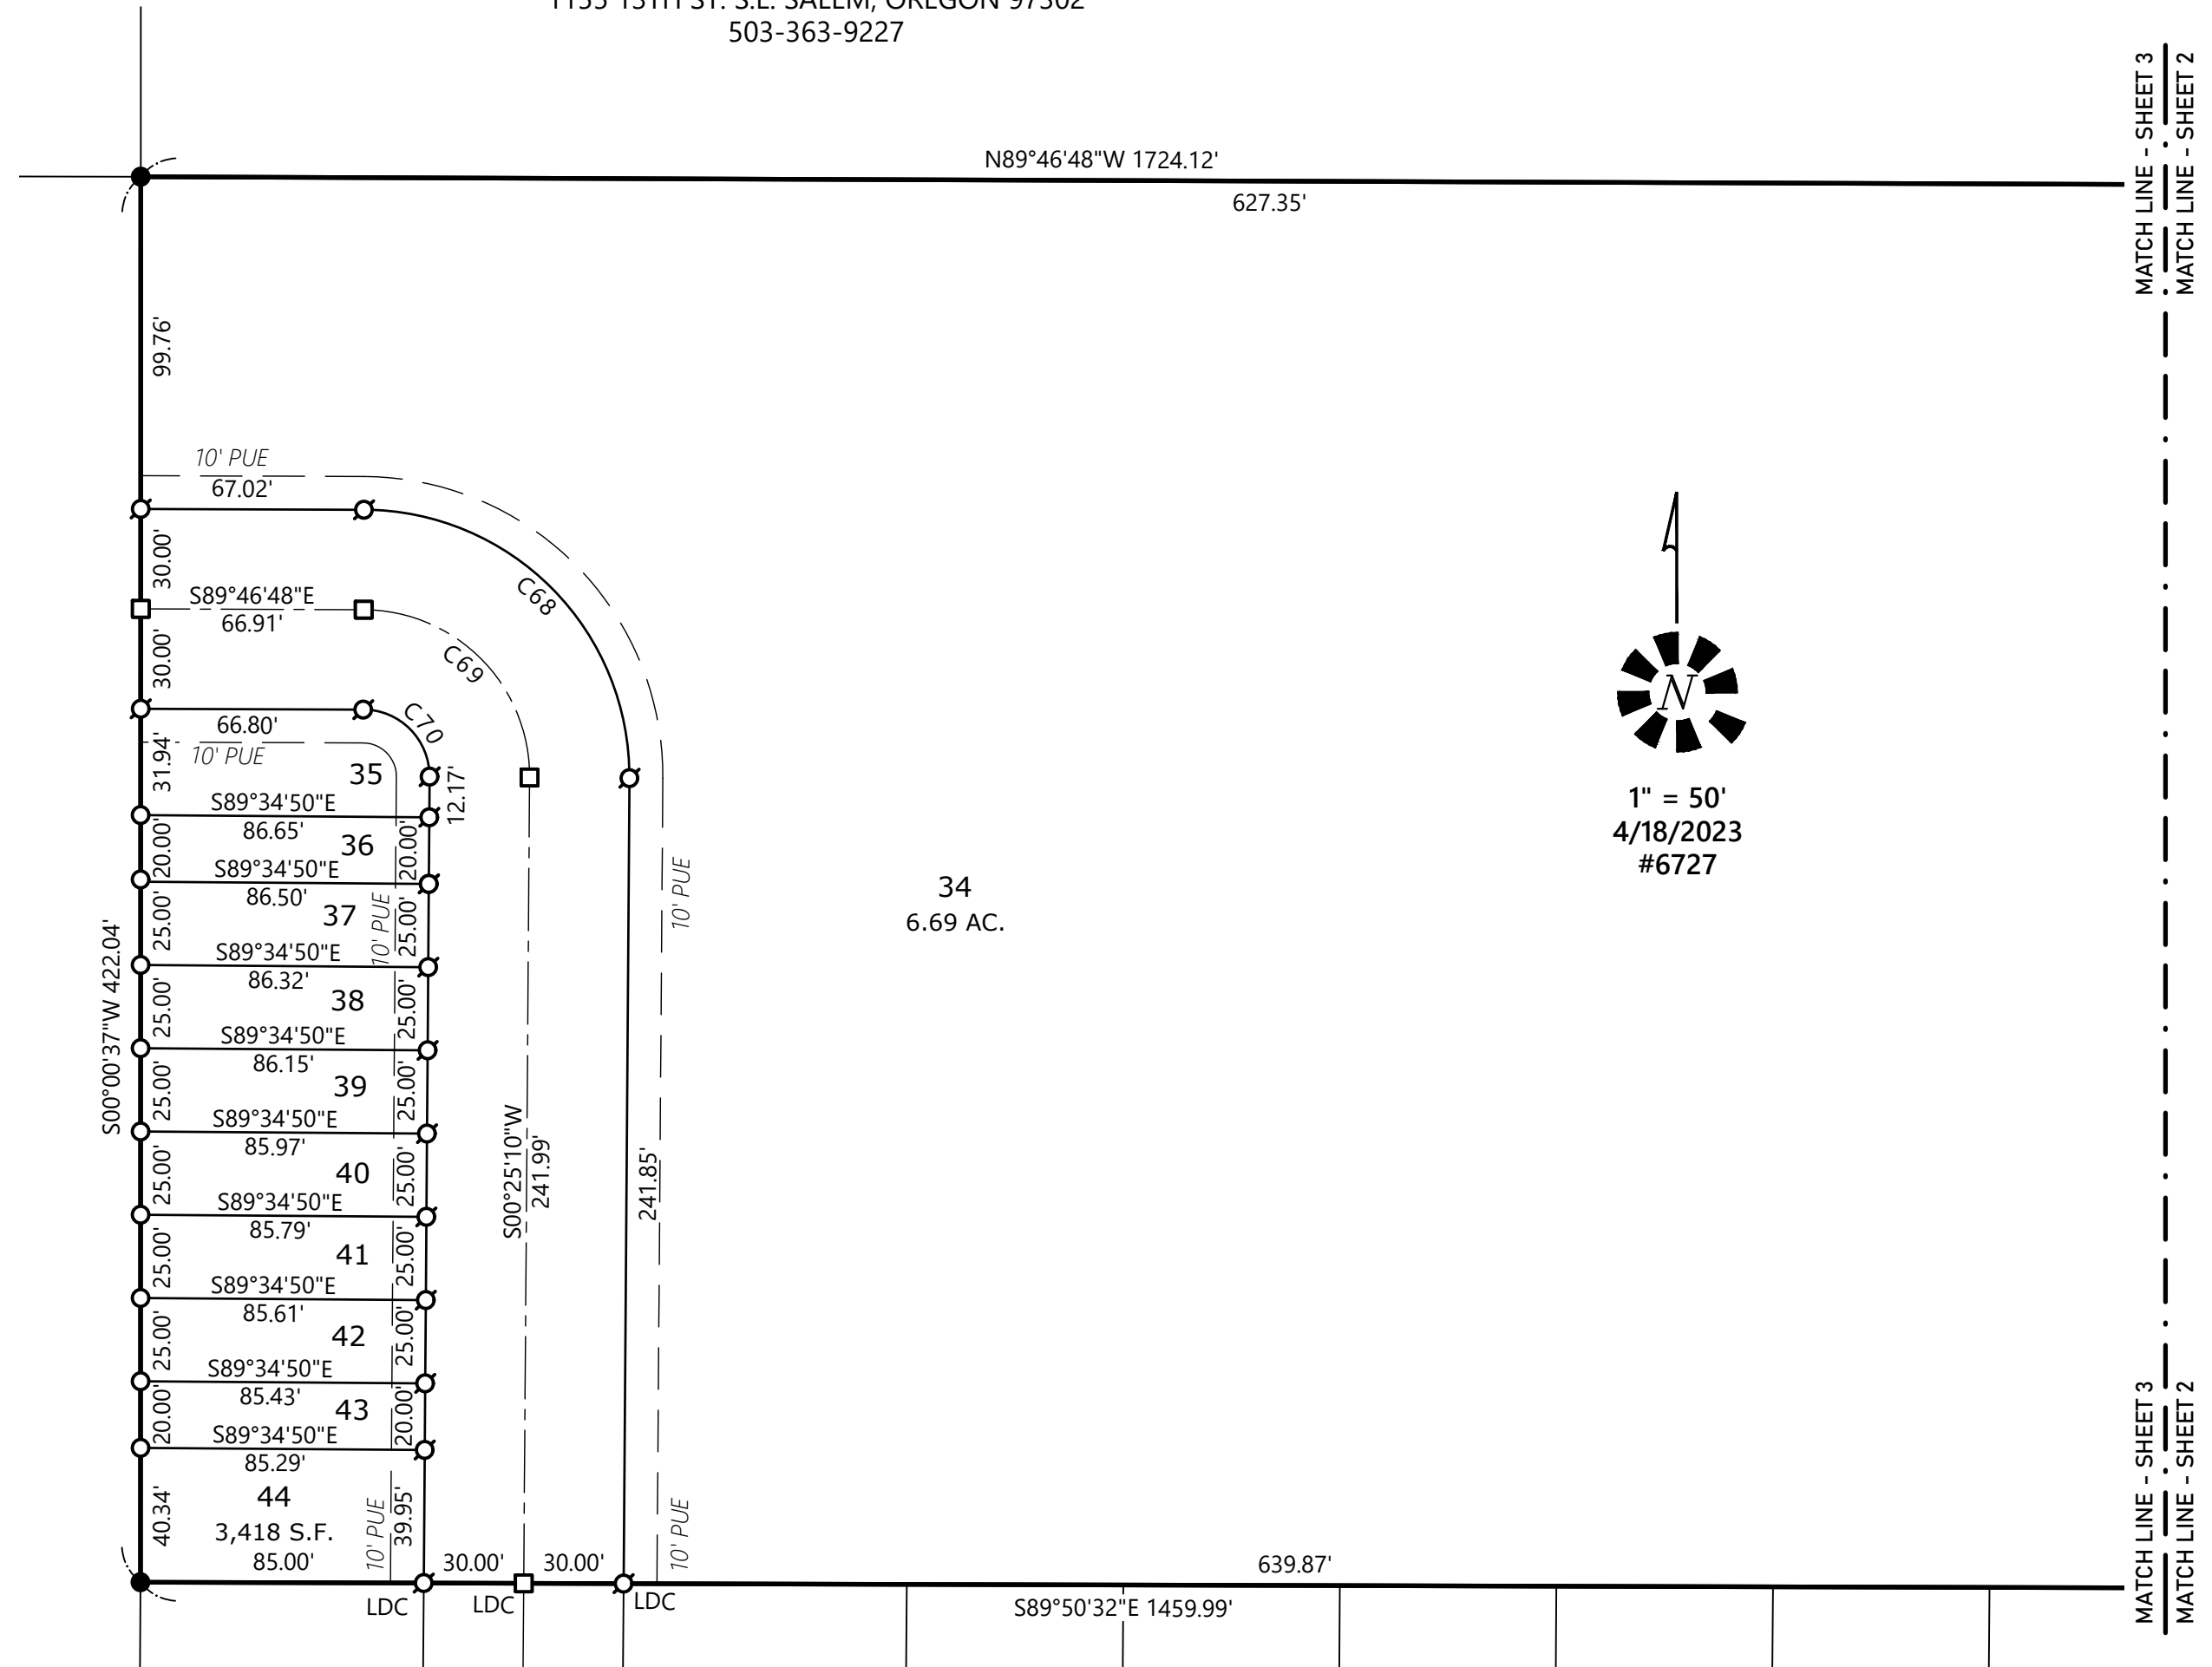 1155 13TH ST. S.E. SALEM, OREGON 97302
503-363-9227
MATCH LINE - SHEET 3
MATCH LINE - SHEET 2
N89°46'48"W 1724.12'
627.35'
99.76'
10' PUE
67.02'
30.00'
C68
S89°46'48"E
66.91'
C69
30.00'
66.80'
C70
10' PUE
31.94'
35
12.17'
S89°34'50"E
86.65'
20.00'
36
20.00'
S89°34'50"E
86.50'
25.00'
37
10' PUE
25.00'
S89°34'50"E
86.32'
25.00'
38
25.00'
S89°34'50"E
86.15'
25.00'
39
25.00'
S89°34'50"E
85.97'
25.00'
40
25.00'
S89°34'50"E
85.79'
25.00'
41
25.00'
S89°34'50"E
85.61'
25.00'
42
25.00'
S89°34'50"E
85.43'
20.00'
43
20.00'
S89°34'50"E
85.29'
40.34'
44
3,418 S.F.
85.00'
10' PUE
39.95'
S00°00'37"W 422.04'
S00°25'10"W
241.99'
241.85'
10' PUE
10' PUE
34
6.69 AC.
N
1" = 50'
4/18/2023
#6727
30.00'
30.00'
LDC
LDC
LDC
639.87'
S89°50'32"E 1459.99'
MATCH LINE - SHEET 3
MATCH LINE - SHEET 2